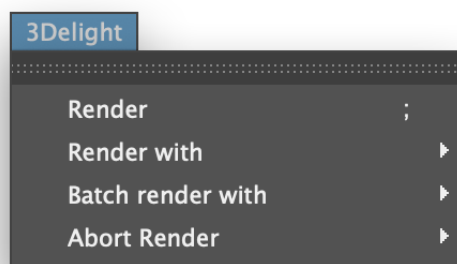 3Delight
Render ;
Render with
Batch render with
Abort Render